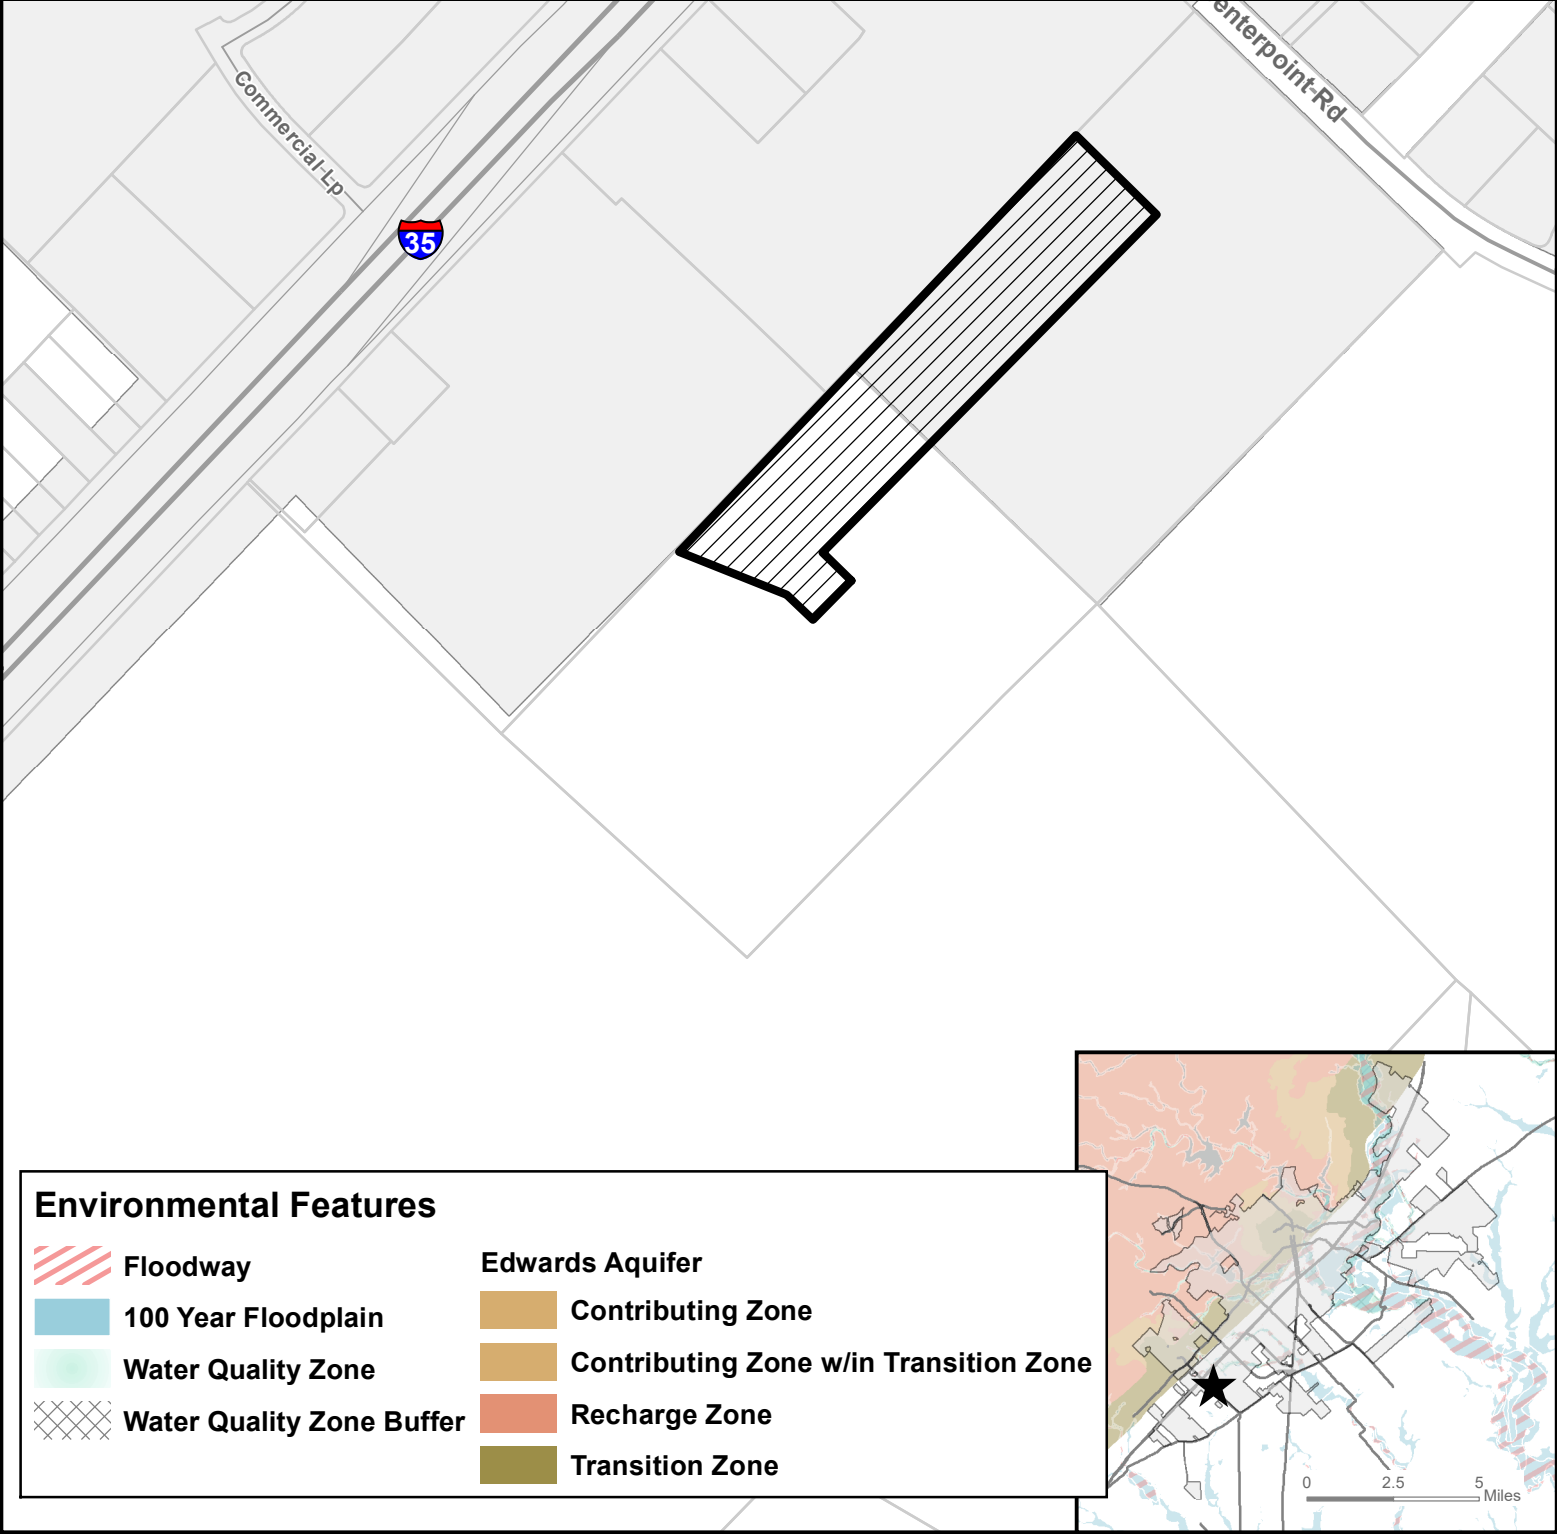 enterpoint-Rd
Commercial-Lp
35
Environmental Features
Floodway
100 Year Floodplain
Water Quality Zone
Water Quality Zone Buffer
Edwards Aquifer
Contributing Zone
Contributing Zone w/in Transition Zone
Recharge Zone
Transition Zone
0 2.5 5
Miles